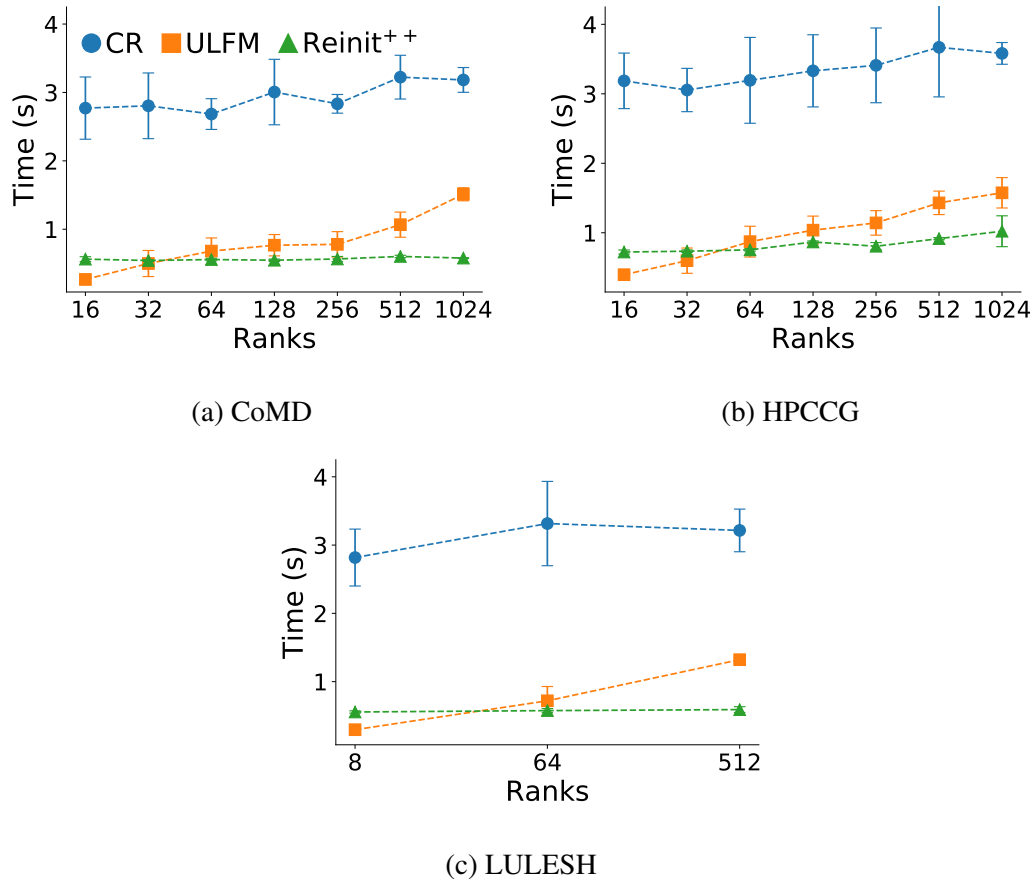 4
3
2
1
Time (s)
CR ULFM Reinit++
16 32 64 128 256 512 1024
Ranks
(a) CoMD
4
3
2
1
Time (s)
16 32 64 128 256 512 1024
Ranks
(b) HPCCG
4
3
2
1
Time (s)
8 64 512
Ranks
(c) LULESH